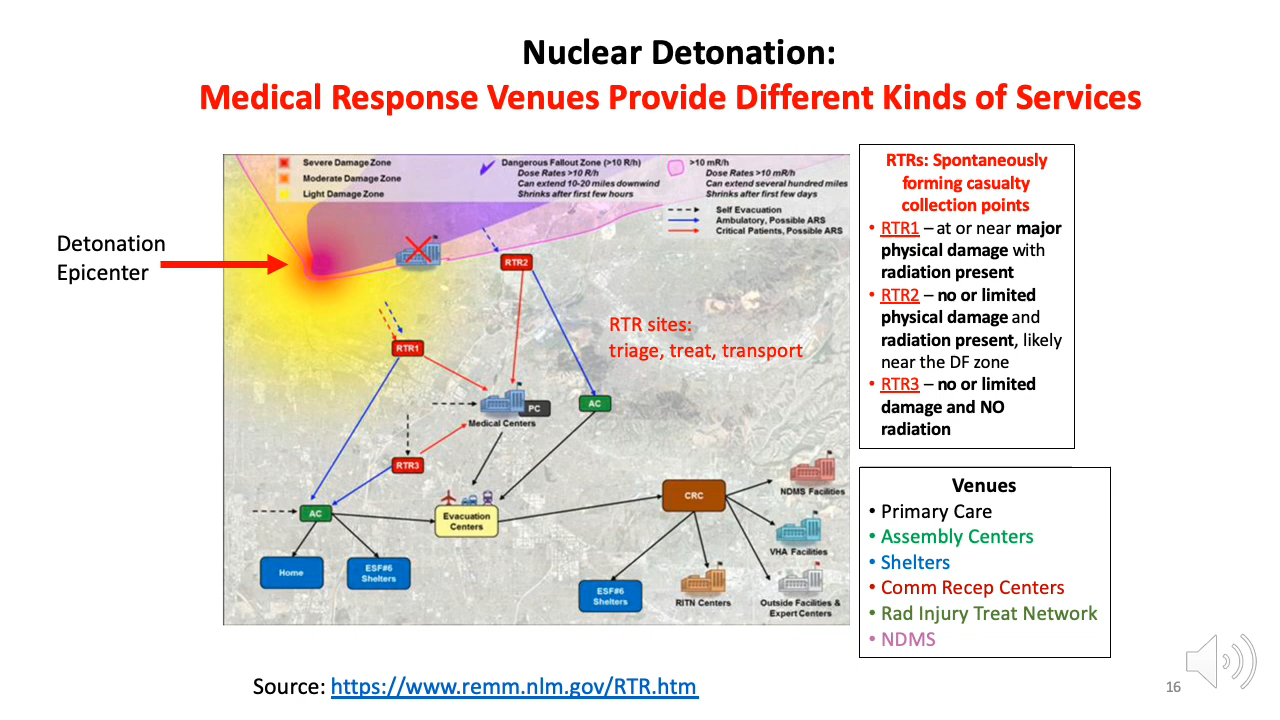 Nuclear Detonation:
Medical Response Venues Provide Different Kinds of Services
Severe Damage Zone
Moderate Damage Zone
Light Damage Zone
Dangerous Fallout Zone (>10 R/h)
Dose Rates >10 R/h
Can extend 10-20 miles downwind
Shrinks after first few hours
>10 mR/h
Dose Rates >10 mR/h
Can extend several hundred miles
Shrinks after first few days
Self Evacuation
Ambulatory, Possible ARS
Critical Patients, Possible ARS
Detonation
Epicenter
RTR2
RTR sites:
triage, treat, transport
RTR1
PC
AC
Medical Centers
RTR3
NDMS Facilities
CRC
AC
Evacuation
Centers
VHA Facilities
Home
ESF#6
Shelters
ESF#6
Shelters
RITN Centers
Outside Facilities &
Expert Centers
RTRs: Spontaneously
forming casualty
collection points
• RTR1 – at or near major
physical damage with
radiation present
• RTR2 – no or limited
physical damage and
radiation present, likely
near the DF zone
• RTR3 – no or limited
damage and NO
radiation
Venues
• Primary Care
• Assembly Centers
• Shelters
• Comm Recep Centers
• Rad Injury Treat Network
• NDMS
Source: https://www.remm.nlm.gov/RTR.htm
16